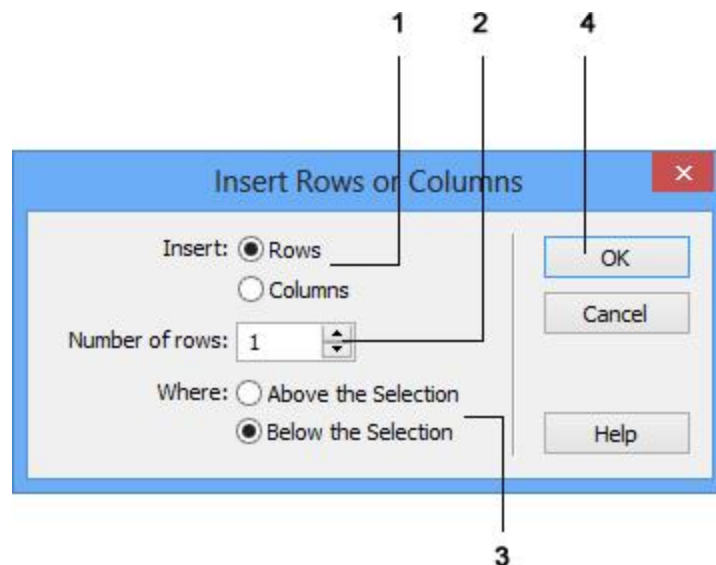 1 2 4
Insert Rows or Columns
Insert: Rows
OK
Columns
Cancel
Number of rows: 1
Where: Above the Selection
Below the Selection
Help
3